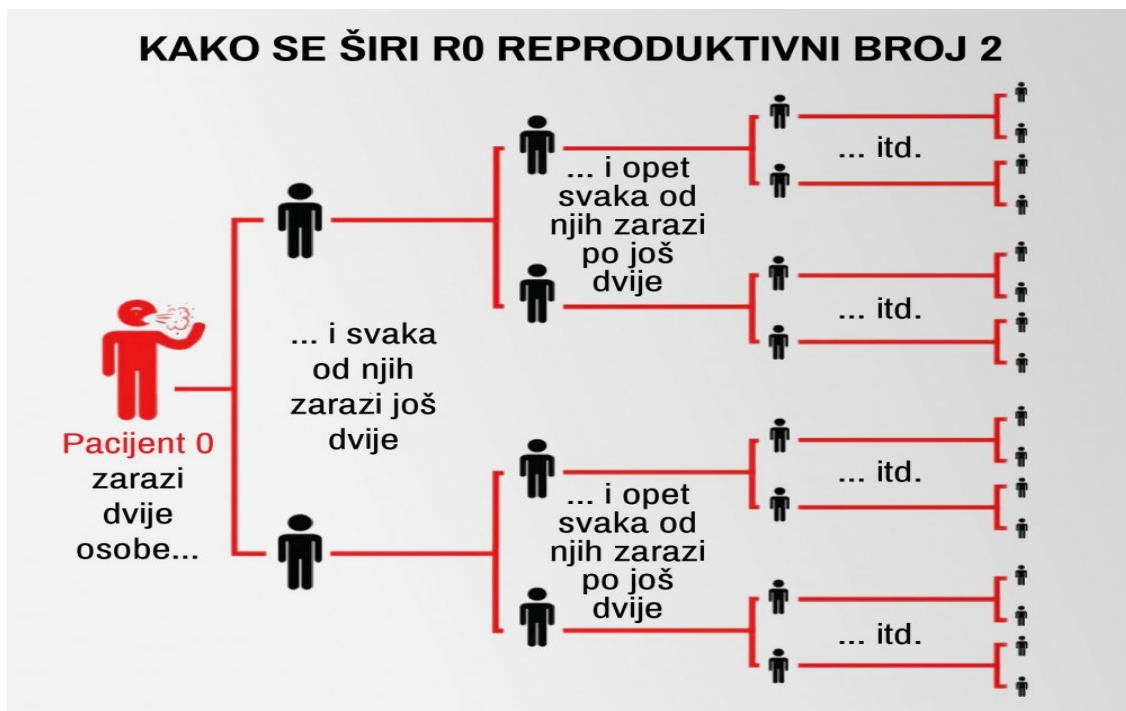 KAKO SE ŠIRI R0 REPRODUKTIVNI BROJ 2
Pacijent 0
zarazi
dvije
osobe...
... i svaka
od njih
zarazi još
dvije
... i opet
svaka od
njih zarazi
po još
dvije
... i opet
svaka od
njih zarazi
po još
dvije
... itd.
... itd.
... itd.
... itd.